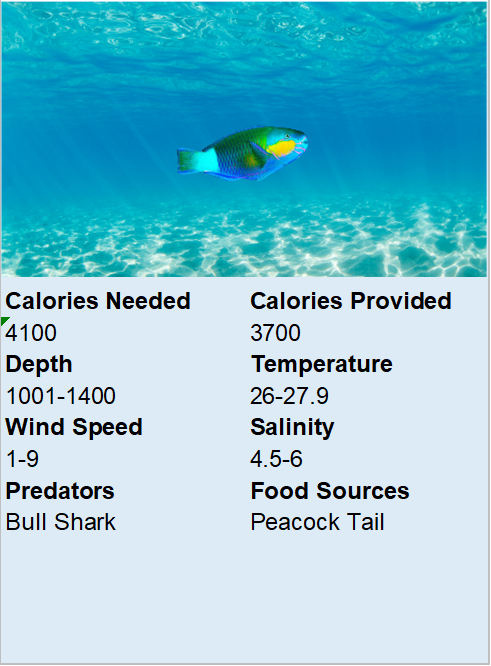 Calories Needed Calories Provided
4100 3700
Depth Temperature
1001-1400 26-27.9
Wind Speed Salinity
1-9 4.5-6
Predators Food Sources
Bull Shark Peacock Tail